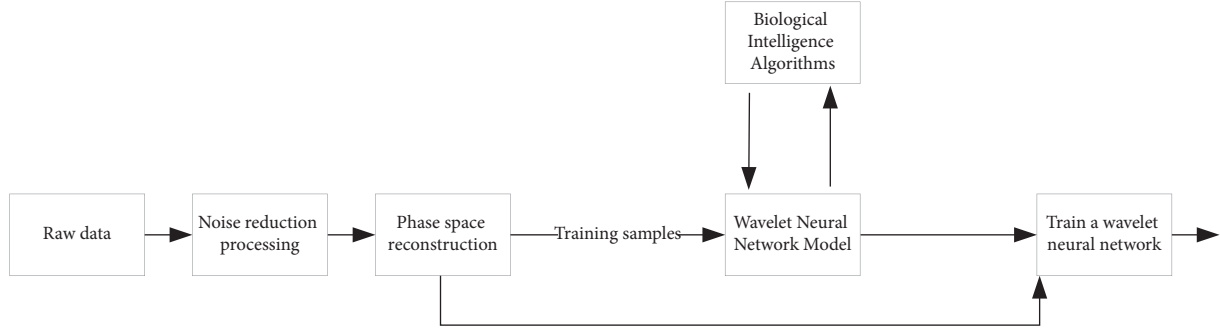 Biological
Intelligence
Algorithms
Raw data
Noise reduction
processing
Phase space
reconstruction
Training samples
Wavelet Neural
Network Model
Train a wavelet
neural network